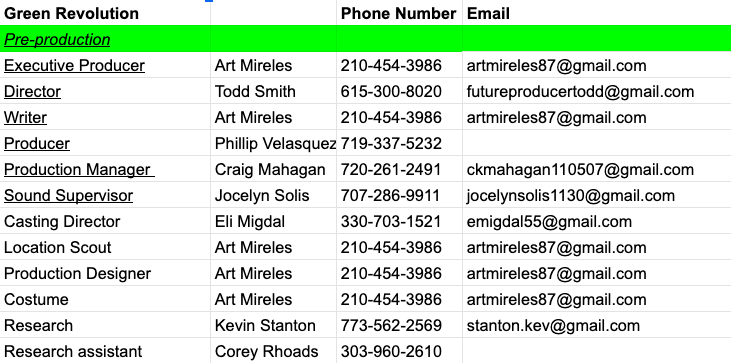 Green Revolution Phone Number Email
Pre-production
Executive Producer Art Mireles 210-454-3986 artmireles87@gmail.com
Director Todd Smith 615-300-8020 futureproducertodd@gmail.com
Writer Art Mireles 210-454-3986 artmireles87@gmail.com
Producer Phillip Velasquez 719-337-5232
Production Manager Craig Mahagan 720-261-2491 ckmahagan110507@gmail.com
Sound Supervisor Jocelyn Solis 707-286-9911 jocelynsolis1130@gmail.com
Casting Director Eli Migdal 330-703-1521 emigdal55@gmail.com
Location Scout Art Mireles 210-454-3986 artmireles87@gmail.com
Production Designer Art Mireles 210-454-3986 artmireles87@gmail.com
Costume Art Mireles 210-454-3986 artmireles87@gmail.com
Research Kevin Stanton 773-562-2569 stanton.kev@gmail.com
Research assistant Corey Rhoads 303-960-2610